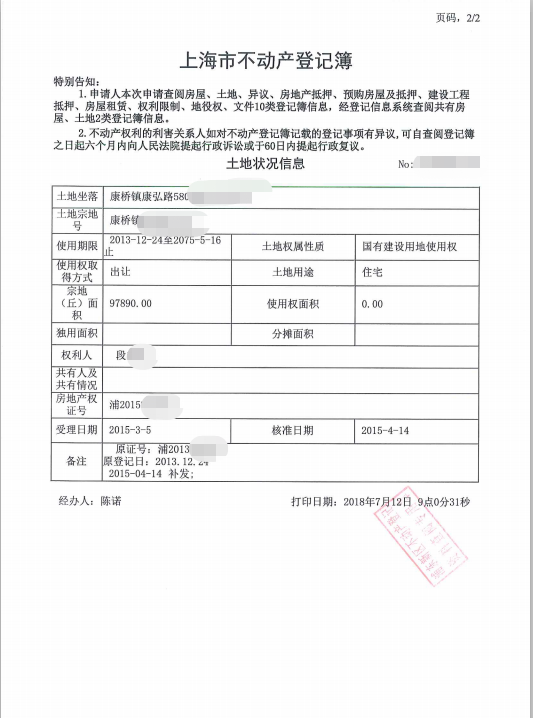 页码，2/2
上海市不动产登记簿
特别告知：
1.申请人本次申请查阅房屋、土地、异议、房地产抵押、预购房屋及抵押、建设工程
抵押、房屋租赁、权利限制、地役权、文件10类登记簿信息，经登记信息系统查阅共有房
屋、土地2类登记簿信息。
2.不动产权利的利害关系人如对不动产登记簿记载的登记事项有异议，可自查阅登记簿
之日起六个月内向人民法院提起行政诉讼或于60日内提起行政复议。
土地状况信息 No:
土地坐落 康桥镇康弘路580
土地宗地号 康桥镇
使用期限 2013-12-24至2075-5-16止 土地权属性质 国有建设用地使用权
使用权取得方式 出让 土地用途 住宅
宗地（丘）面积 97890.00 使用权面积 0.00
独用面积 分摊面积
权利人 段
共有人及共有情况
房地产权证号 浦2015
受理日期 2015-3-5 核准日期 2015-4-14
备注 原证号：浦2013
原登记日：2013.12.24
2015-04-14 补发;
经办人：陈诺 打印日期：2018年7月12日 9点0分31秒